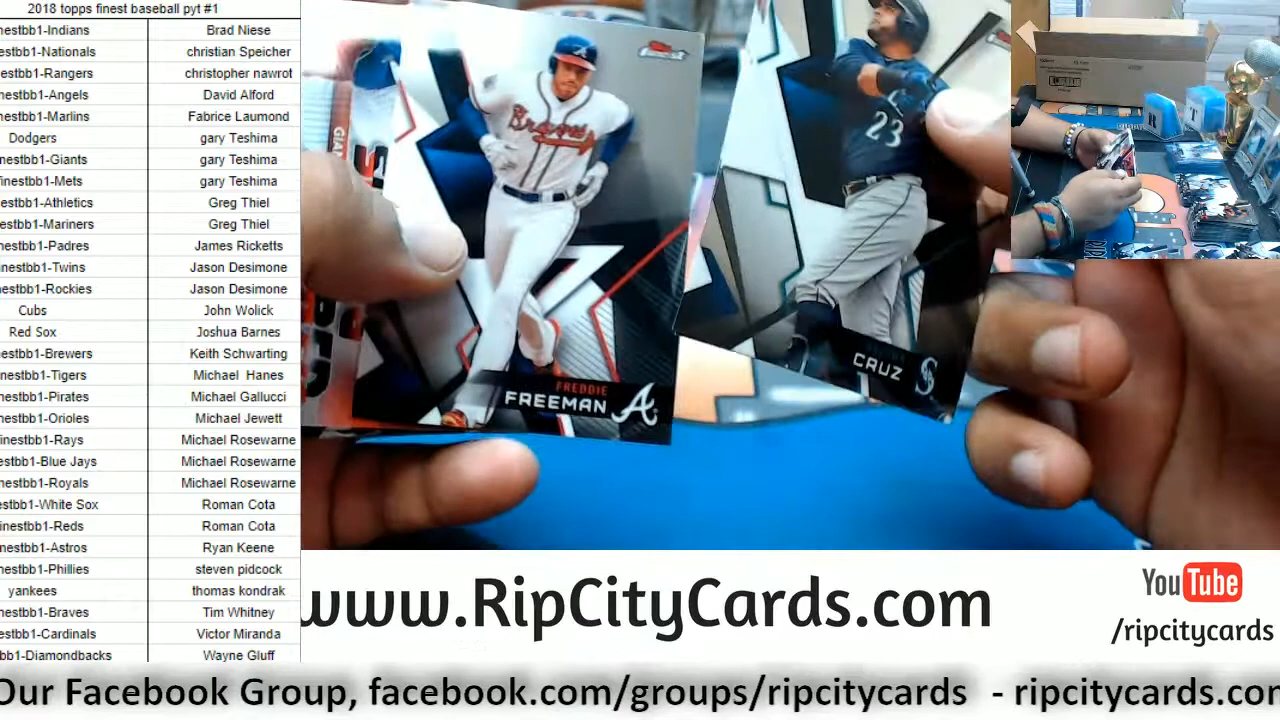 2018 topps finest baseball pyt #1
nestbb1-Indians Brad Niese
nestbb1-Nationals christian Speicher
estbb1-Rangers christopher nawrot
nestbb1-Angels David Alford
nestbb1-Marlins Fabrice Laumond
Dodgers gary Teshima
nestbb1-Giants gary Teshima
finestbb1-Mets gary Teshima
estbb1-Athletics Greg Thiel
estbb1-Mariners Greg Thiel
nestbb1-Padres James Ricketts
inestbb1-Twins Jason Desimone
estbb1-Rockies Jason Desimone
Cubs John Wolick
Red Sox Joshua Barnes
estbb1-Brewers Keith Schwarting
nestbb1-Tigers Michael Hanes
nestbb1-Pirates Michael Gallucci
nestbb1-Orioles Michael Jewett
inestbb1-Rays Michael Rosewarne
estbb1-Blue Jays Michael Rosewarne
nestbb1-Royals Michael Rosewarne
estbb1-White Sox Roman Cota
inestbb1-Reds Roman Cota
nestbb1-Astros Ryan Keene
nestbb1-Phillies steven pidcock
yankees thomas kondrak
nestbb1-Braves Tim Whitney
estbb1-Cardinals Victor Miranda
bb1-Diamondbacks Wayne Gluff
GIA
Braves
FREDDIE
FREEMAN A
23
CRUZ S
www.RipCityCards.com
YouTube
/ripcitycards
Our Facebook Group, facebook.com/groups/ripcitycards - ripcitycards.com